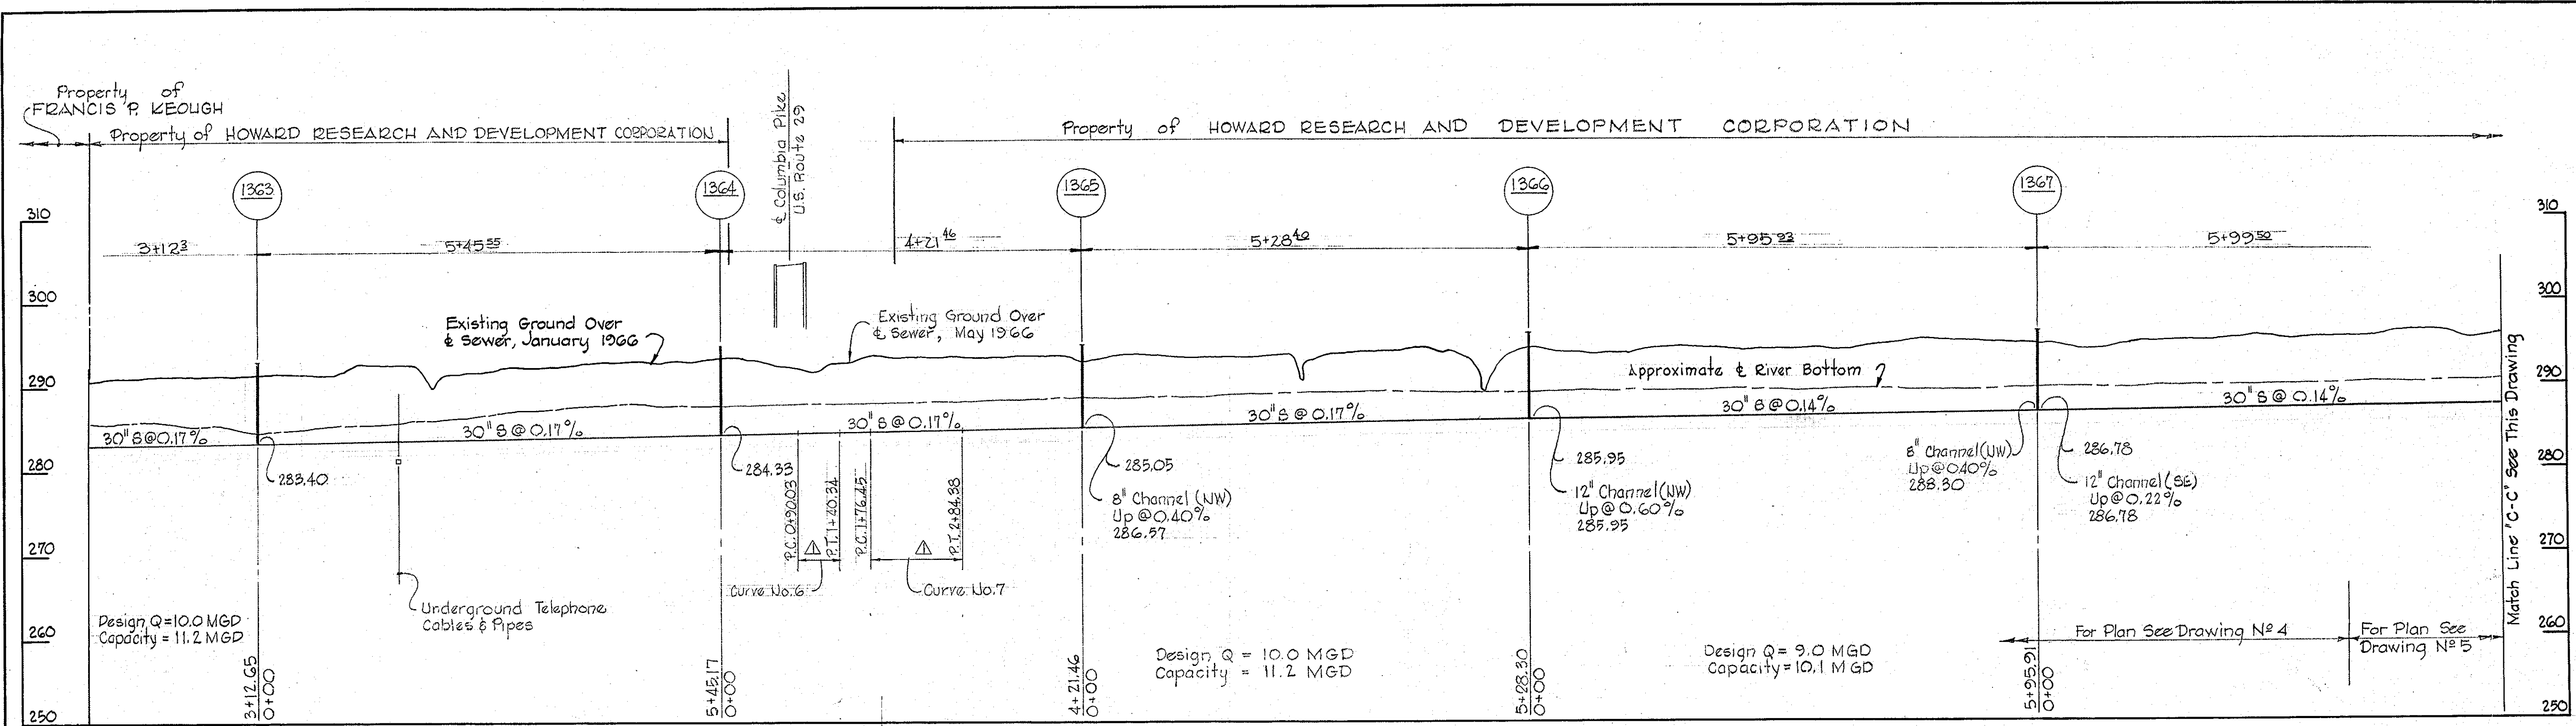 Property of
FRANCIS P. KEOUGH
Property of HOWARD RESEARCH AND DEVELOPMENT CORPORATION
℄ Columbia Pike
U.S. Route 29
Property of HOWARD RESEARCH AND DEVELOPMENT CORPORATION
1363
1364
1365
1366
1367
310
300
290
280
270
260
250
310
300
290
280
270
260
250
3+12.3
5+45.55
4+21.46
5+28.40
5+95.93
5+99.50
Existing Ground Over
℄ Sewer, January 1966
Existing Ground Over
℄ Sewer, May 1966
Approximate ℄ River Bottom
30" S @ 0.17%
30" S @ 0.17%
30" S @ 0.17%
30" S @ 0.17%
30" S @ 0.14%
30" S @ 0.14%
283.40
284.33
285.05
8" Channel (NW)
Up @ 0.40%
286.57
285.95
12" Channel (NW)
Up @ 0.60%
285.95
8" Channel (NW)
Up @ 0.40%
288.30
286.78
12" Channel (SE)
Up @ 0.22%
286.78
P.C. 0+90.03
P.T. 1+40.34
P.C. 1+76.45
P.T. 2+84.38
1
1
Curve No. 6
Curve No. 7
Underground Telephone
Cables & Pipes
Design Q = 10.0 MGD
Capacity = 11.2 MGD
Design Q = 10.0 MGD
Capacity = 11.2 MGD
Design Q = 9.0 MGD
Capacity = 10.1 MGD
For Plan See Drawing Nº 4
For Plan See
Drawing Nº 5
Match Line "C-C" See This Drawing
3+12.65
0+00
5+45.17
0+00
4+21.46
0+00
5+28.30
0+00
5+95.91
0+00